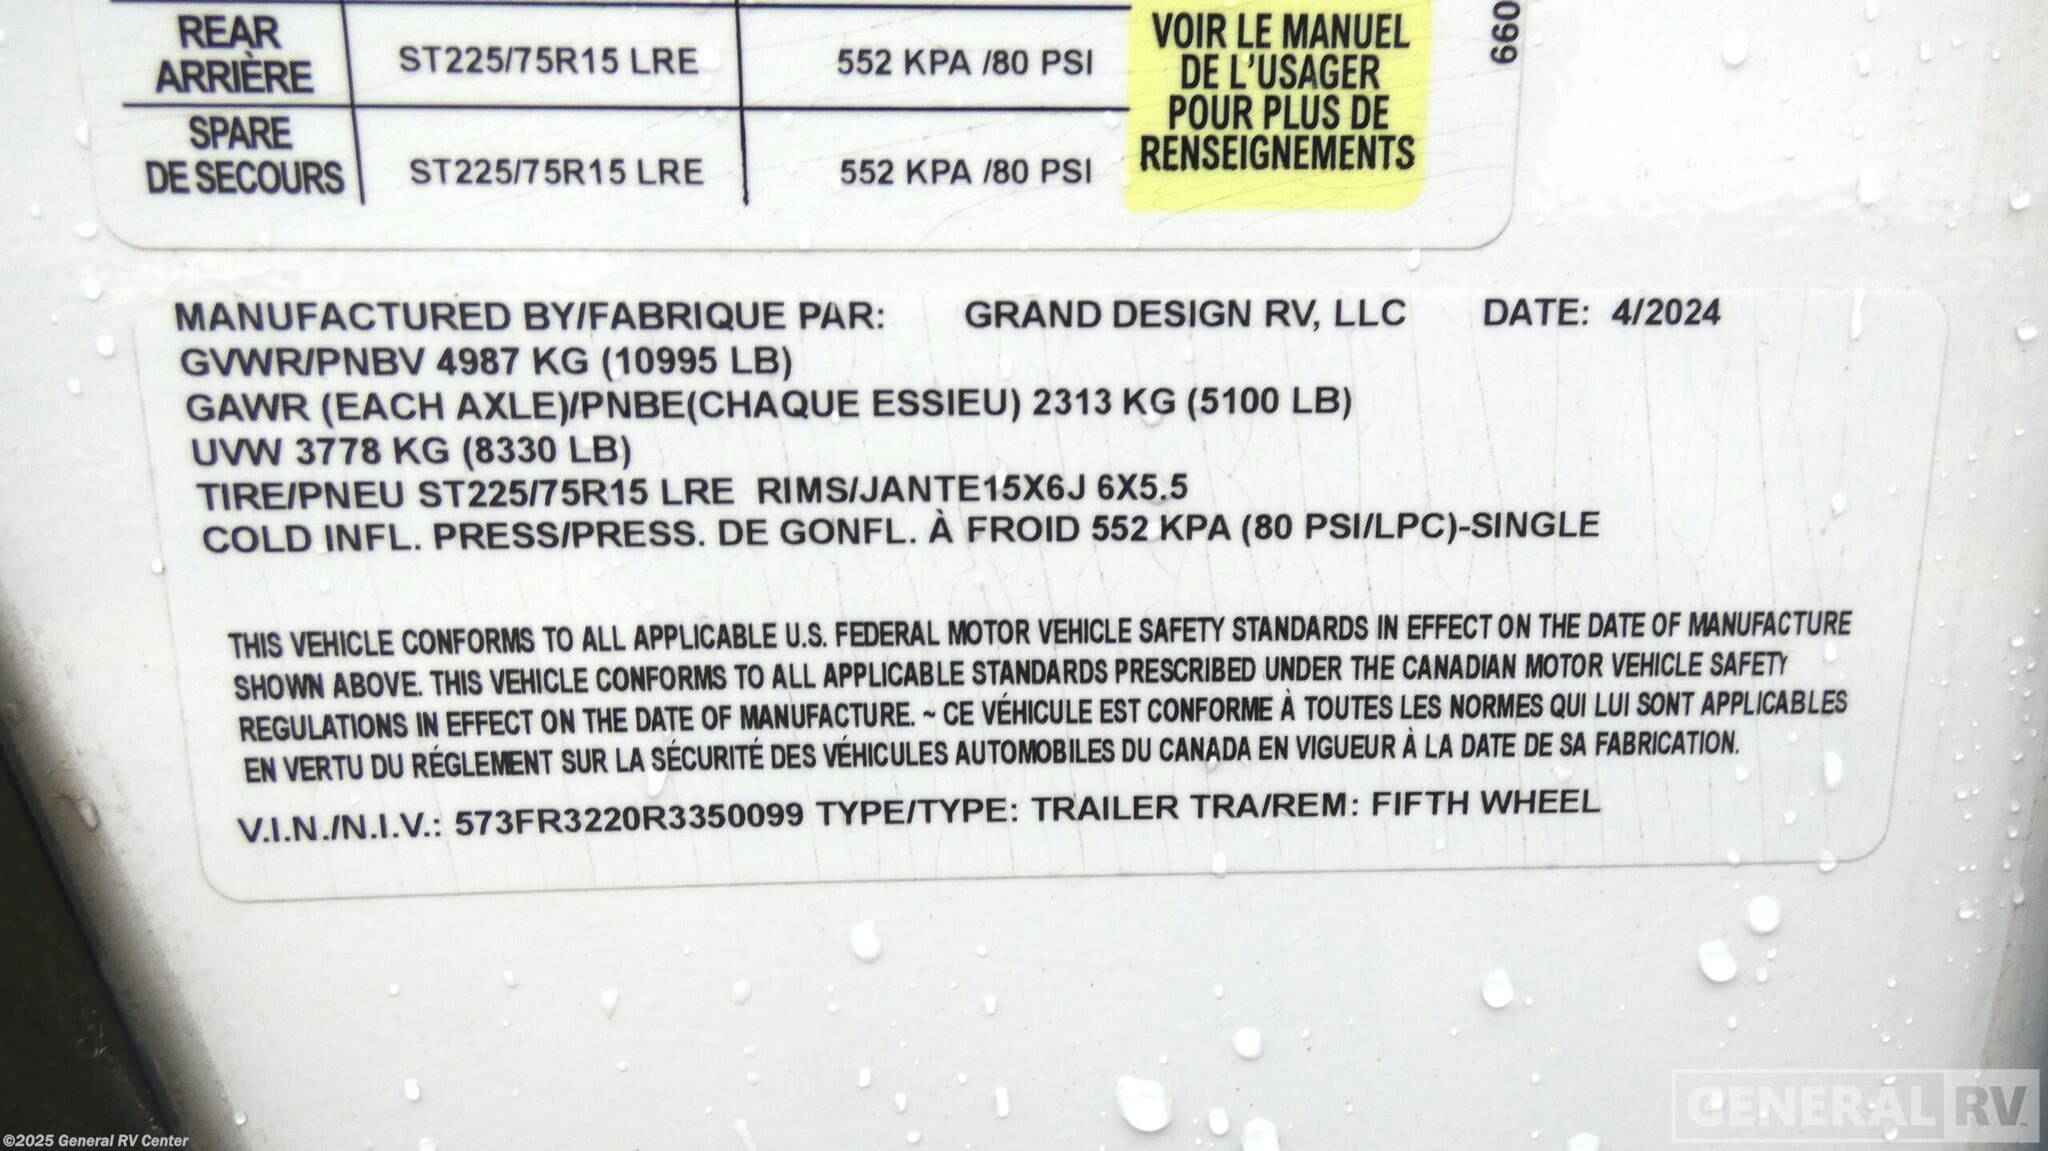 REAR
ARRIÈRE
ST225/75R15 LRE
552 KPA /80 PSI
SPARE
DE SECOURS
ST225/75R15 LRE
552 KPA /80 PSI
VOIR LE MANUEL
DE L'USAGER
POUR PLUS DE
RENSEIGNEMENTS
MANUFACTURED BY/FABRIQUE PAR: GRAND DESIGN RV, LLC DATE: 4/2024
GVWR/PNBV 4987 KG (10995 LB)
GAWR (EACH AXLE)/PNBE(CHAQUE ESSIEU) 2313 KG (5100 LB)
UVW 3778 KG (8330 LB)
TIRE/PNEU ST225/75R15 LRE RIMS/JANTE15X6J 6X5.5
COLD INFL. PRESS/PRESS. DE GONFL. À FROID 552 KPA (80 PSI/LPC)-SINGLE
THIS VEHICLE CONFORMS TO ALL APPLICABLE U.S. FEDERAL MOTOR VEHICLE SAFETY STANDARDS IN EFFECT ON THE DATE OF MANUFACTURE
SHOWN ABOVE. THIS VEHICLE CONFORMS TO ALL APPLICABLE STANDARDS PRESCRIBED UNDER THE CANADIAN MOTOR VEHICLE SAFETY
REGULATIONS IN EFFECT ON THE DATE OF MANUFACTURE. ~ CE VÉHICULE EST CONFORME À TOUTES LES NORMES QUI LUI SONT APPLICABLES
EN VERTU DU RÉGLEMENT SUR LA SÉCURITÉ DES VÉHICULES AUTOMOBILES DU CANADA EN VIGUEUR À LA DATE DE SA FABRICATION.
V.I.N./N.I.V.: 573FR3220R3350099 TYPE/TYPE: TRAILER TRA/REM: FIFTH WHEEL
GENERAL RV
©2025 General RV Center